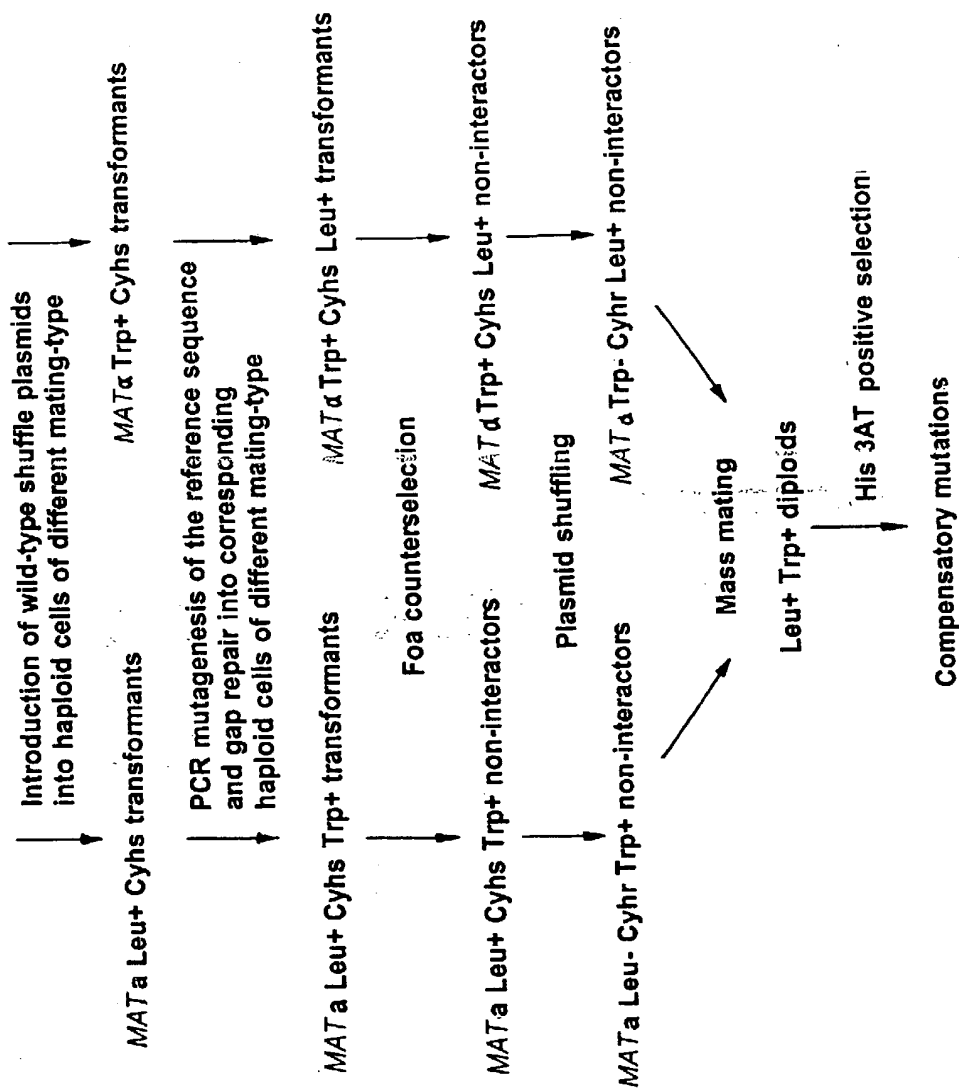 Introduction of wild-type shuffle plasmids
into haploid cells of different mating-type
MATa Leu+ Cyhs transformants
MATα Trp+ Cyhs transformants
PCR mutagenesis of the reference sequence
and gap repair into corresponding
haploid cells of different mating-type
MATa Leu+ Cyhs Trp+ transformants
MATα Trp+ Cyhs Leu+ transformants
Foa counterselection
MATa Leu+ Cyhs Trp+ non-interactors
MATα Trp+ Cyhs Leu+ non-interactors
Plasmid shuffling
MATa Leu- Cyhr Trp+ non-interactors
MATα Trp- Cyhr Leu+ non-interactors
Mass mating
Leu+ Trp+ diploids
His 3AT positive selection
Compensatory mutations